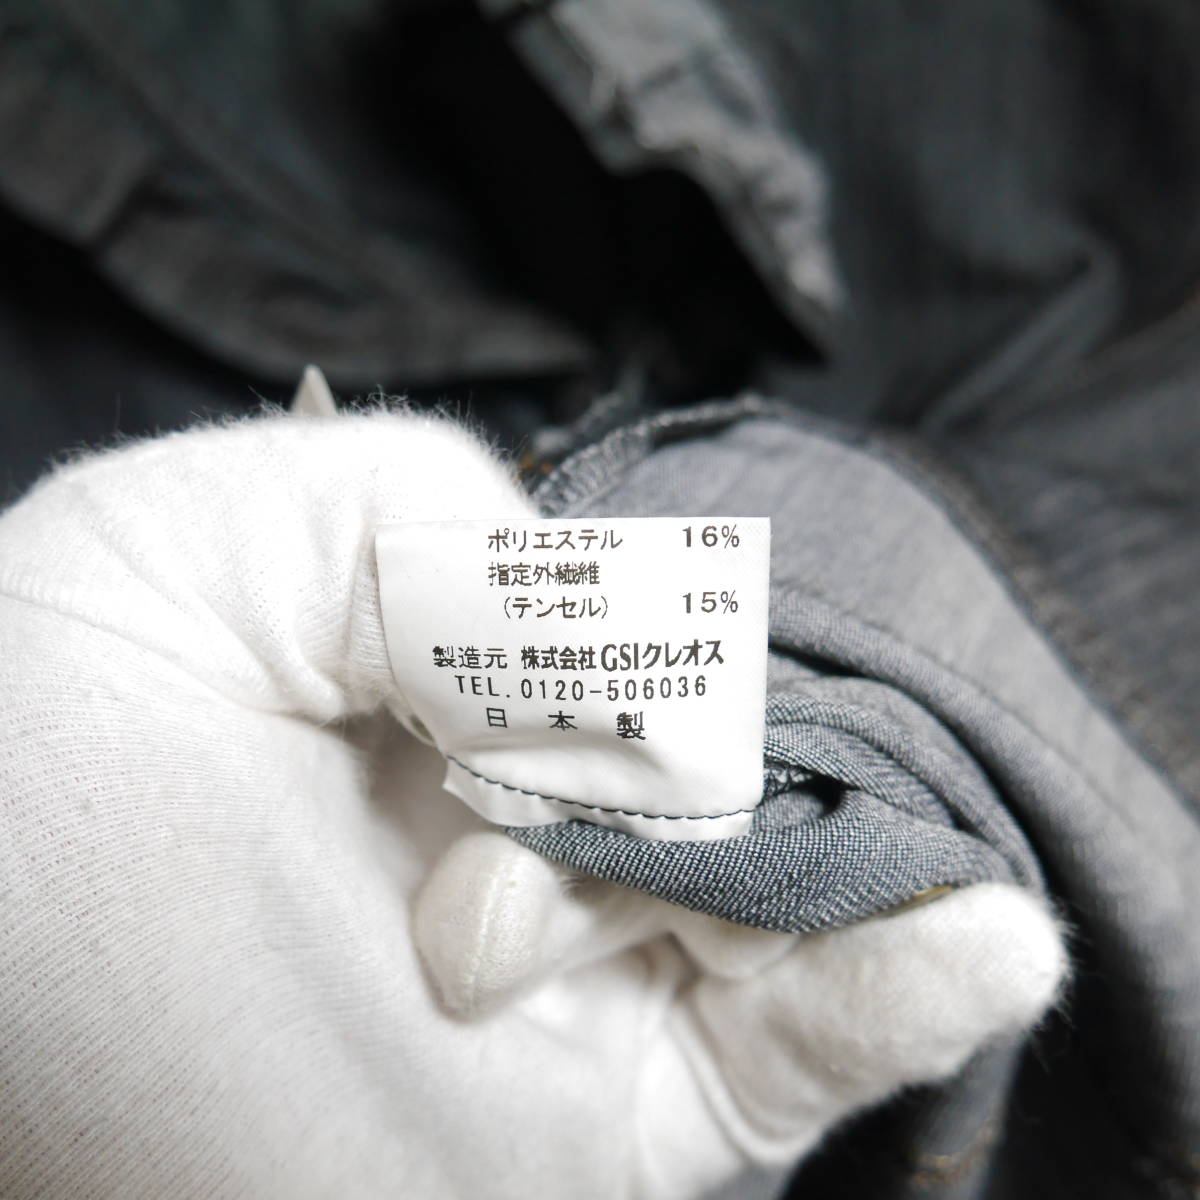 ポリエステル 16%
指定外繊維
(テンセル) 15%
製造元 株式会社GSIクレオス
TEL.0120-506036
日本製